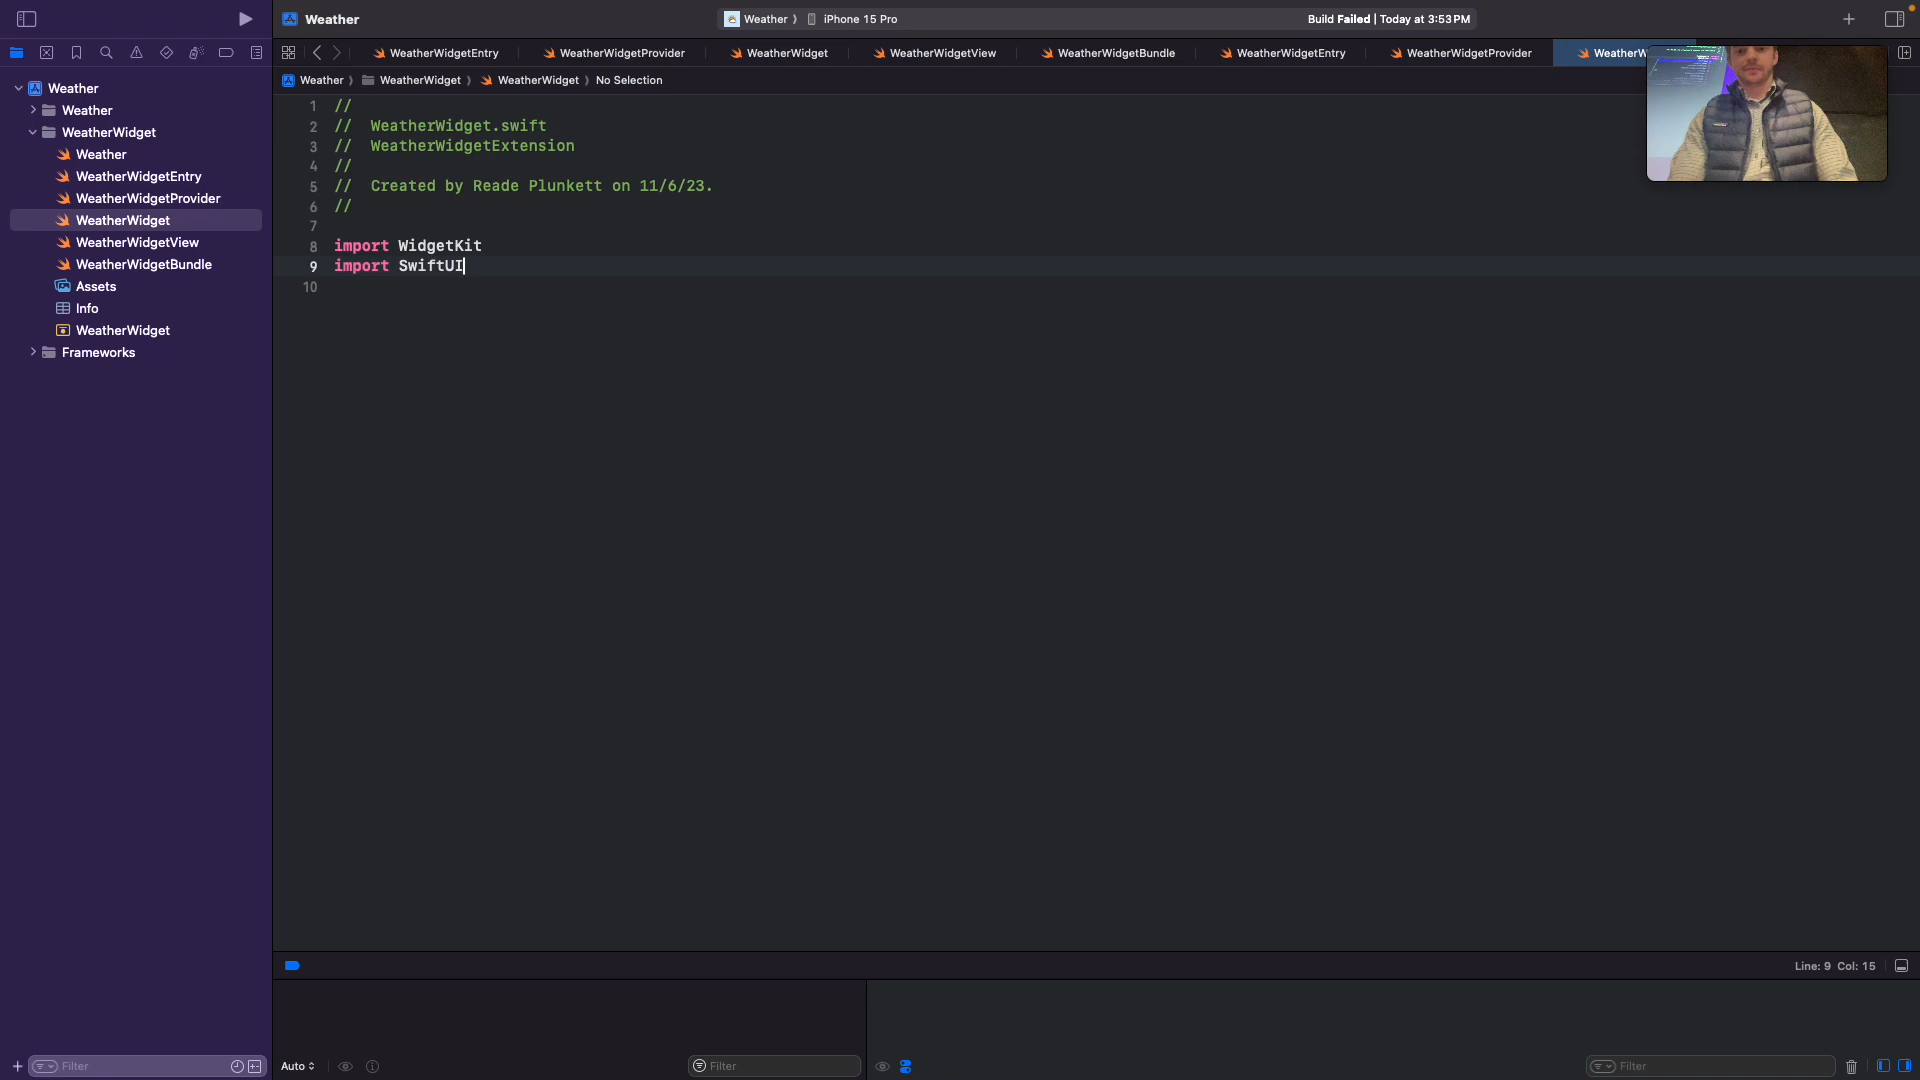 Weather
Weather ⟩ iPhone 15 Pro
Build Failed | Today at 3:53 PM
WeatherWidgetEntry
WeatherWidgetProvider
WeatherWidget
WeatherWidgetView
WeatherWidgetBundle
WeatherWidgetEntry
WeatherWidgetProvider
WeatherW
Weather ⟩ WeatherWidget ⟩ WeatherWidget ⟩ No Selection
Weather
Weather
WeatherWidget
Weather
WeatherWidgetEntry
WeatherWidgetProvider
WeatherWidget
WeatherWidgetView
WeatherWidgetBundle
Assets
Info
WeatherWidget
Frameworks
1 //
2 // WeatherWidget.swift
3 // WeatherWidgetExtension
4 //
5 // Created by Reade Plunkett on 11/6/23.
6 //
7
8 import WidgetKit
9 import SwiftUI
10
Line: 9 Col: 15
Filter
Auto
Filter
Filter